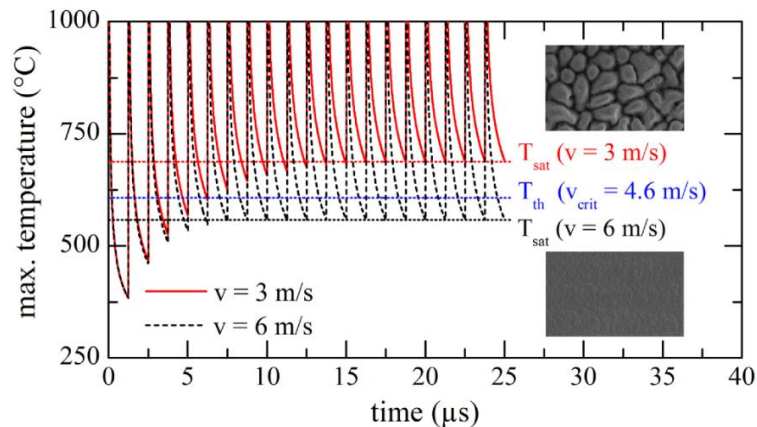 1000
750
500
250
max. temperature (°C)
T_sat (v = 3 m/s)
T_th (v_crit = 4.6 m/s)
T_sat (v = 6 m/s)
v = 3 m/s
v = 6 m/s
0 5 10 15 20 25 30 35 40
time (μs)